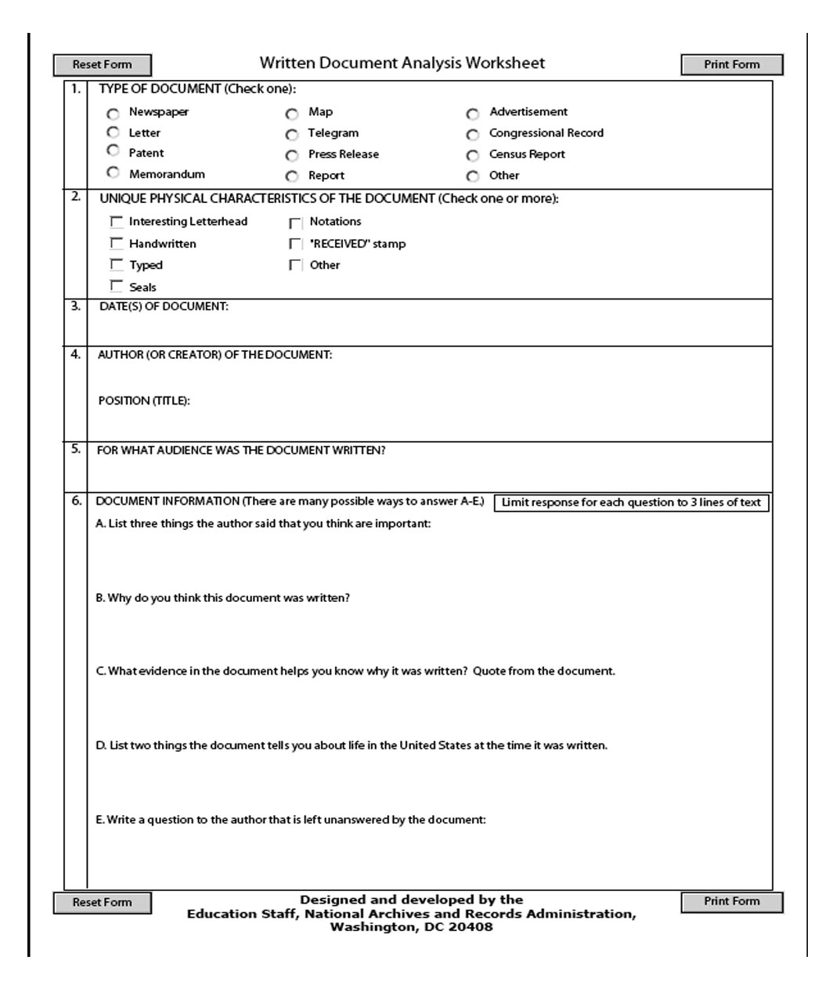 Reset Form Written Document Analysis Worksheet Print Form
1. TYPE OF DOCUMENT (Check one):
Newspaper Map Advertisement
Letter Telegram Congressional Record
Patent Press Release Census Report
Memorandum Report Other
2. UNIQUE PHYSICAL CHARACTERISTICS OF THE DOCUMENT (Check one or more):
Interesting Letterhead Notations
Handwritten "RECEIVED" stamp
Typed Other
Seals
3. DATE(S) OF DOCUMENT:
4. AUTHOR (OR CREATOR) OF THE DOCUMENT:
POSITION (TITLE):
5. FOR WHAT AUDIENCE WAS THE DOCUMENT WRITTEN?
6. DOCUMENT INFORMATION (There are many possible ways to answer A-E.) Limit response for each question to 3 lines of text
A. List three things the author said that you think are important:
B. Why do you think this document was written?
C. What evidence in the document helps you know why it was written? Quote from the document.
D. List two things the document tells you about life in the United States at the time it was written.
E. Write a question to the author that is left unanswered by the document:
Reset Form Designed and developed by the Print Form
Education Staff, National Archives and Records Administration,
Washington, DC 20408